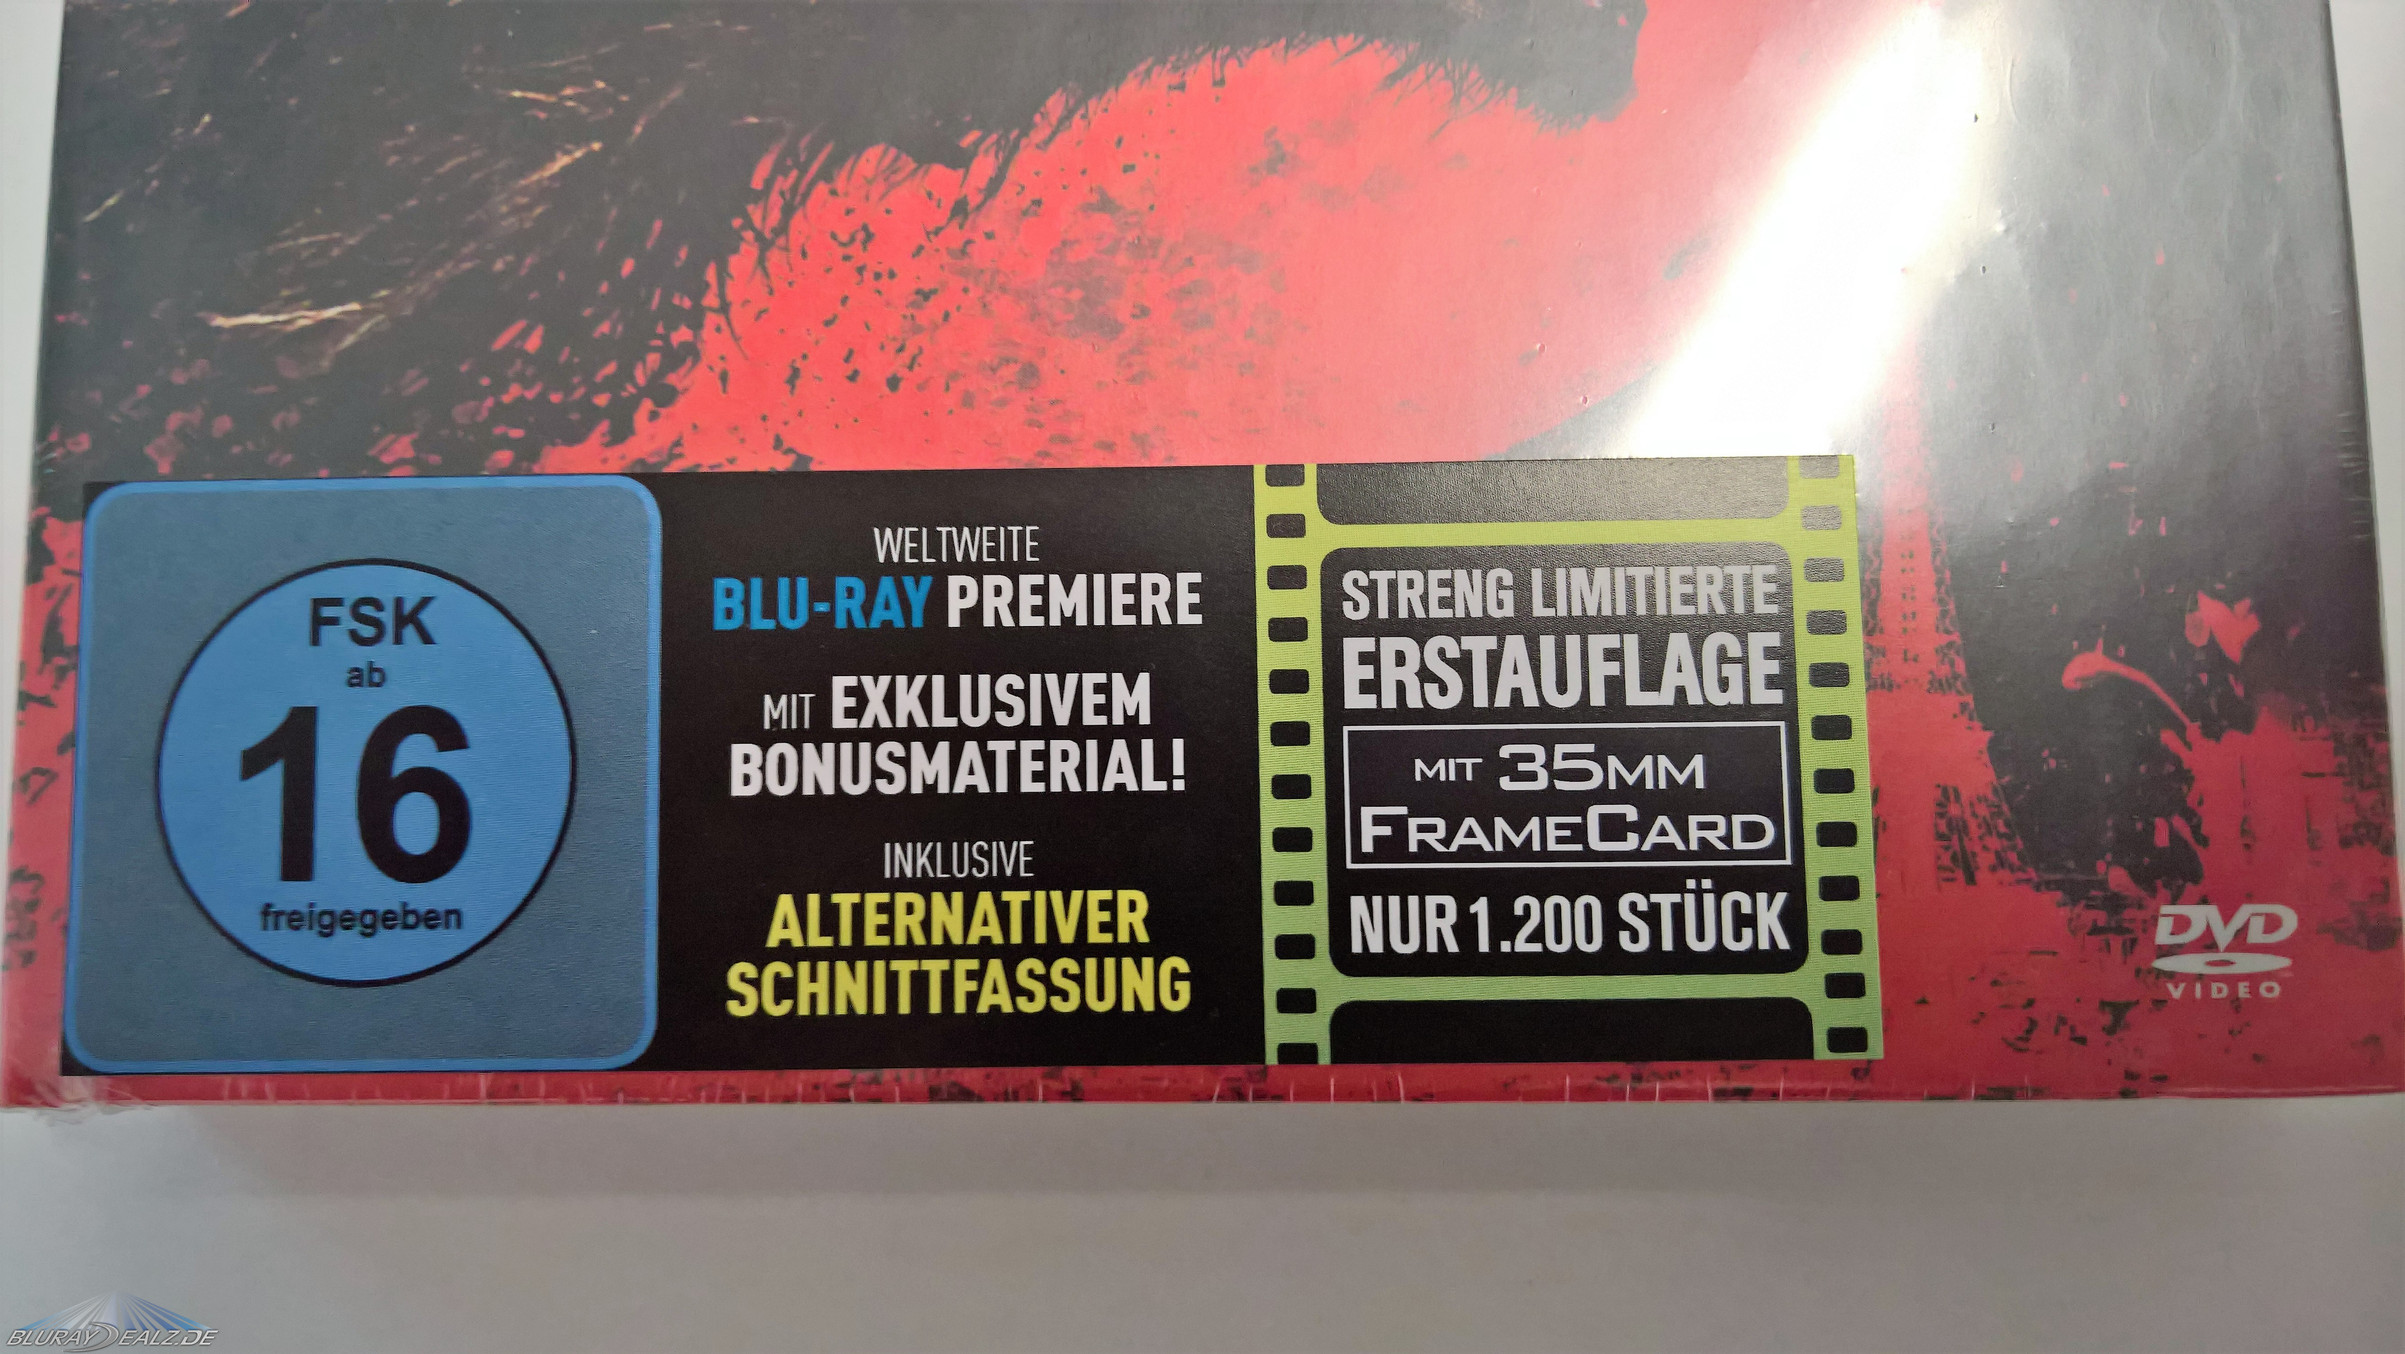 FSK
ab
16
freigegeben
WELTWEITE
BLU-RAY PREMIERE
MIT EXKLUSIVEM
BONUSMATERIAL!
INKLUSIVE
ALTERNATIVER
SCHNITTFASSUNG
STRENG LIMITIERTE
ERSTAUFLAGE
MIT 35MM
FRAMECARD
NUR 1.200 STÜCK
DVD
VIDEO
BLURAYDEALZ.DE